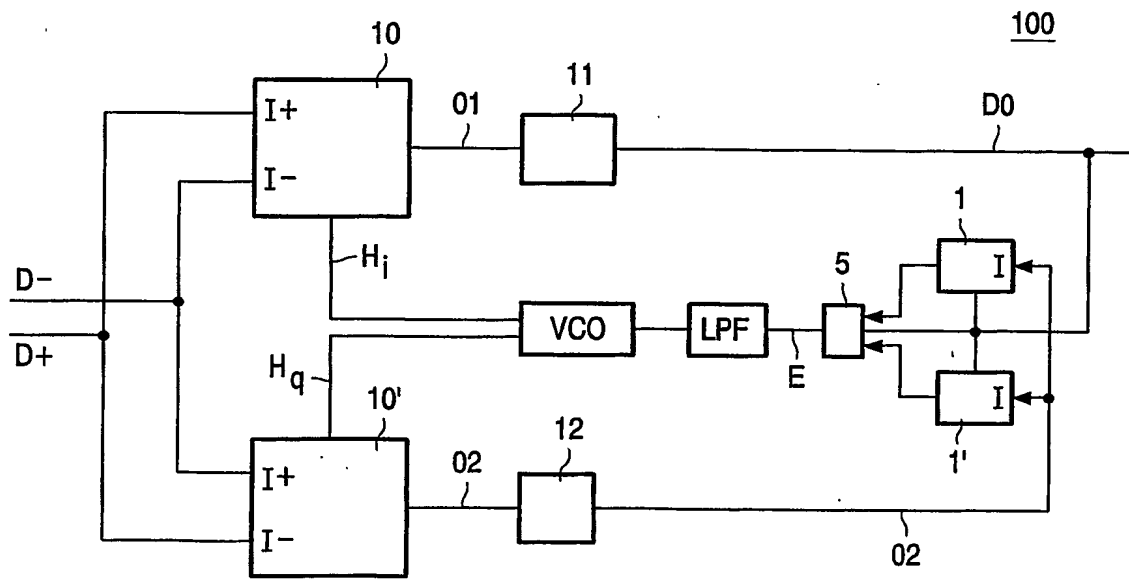 100
10
I+
I-
01
11
D0
Hi
1
I
5
D-
D+
VCO
LPF
E
Hq
10'
I+
I-
02
12
I
1'
02